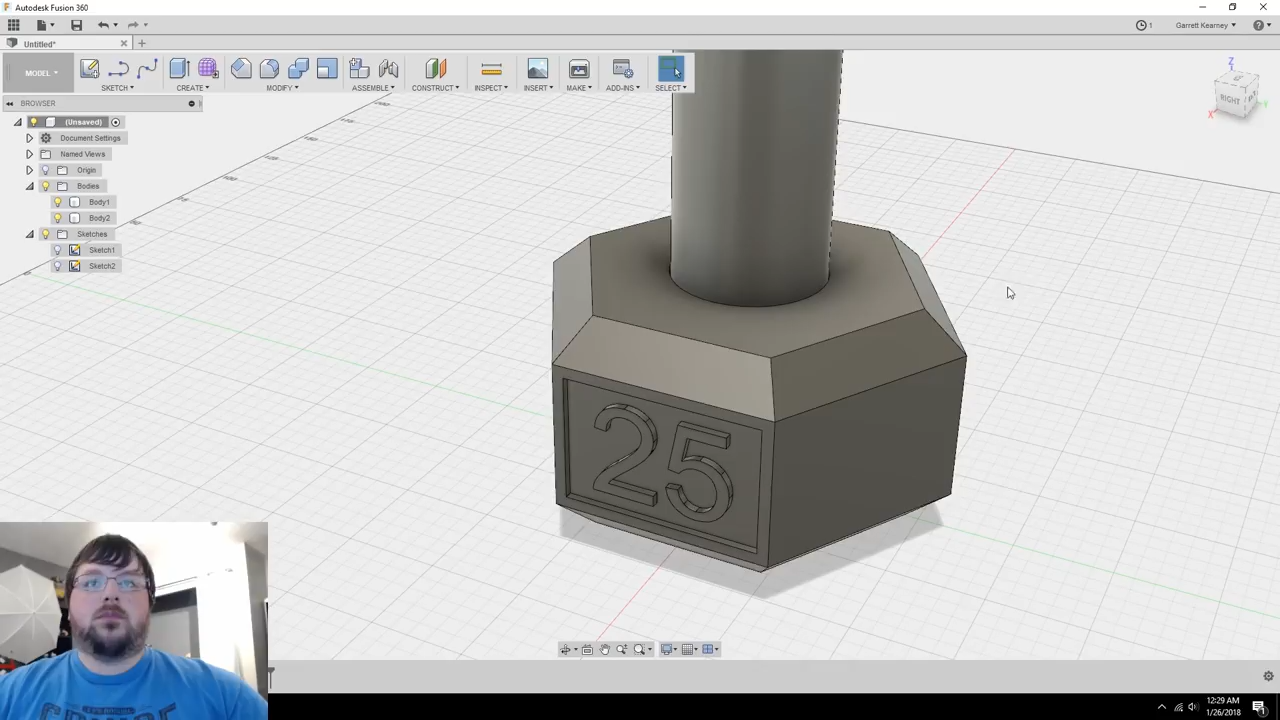 Autodesk Fusion 360
1
Garrett Kearney
Untitled*
MODEL
SKETCH
CREATE
MODIFY
ASSEMBLE
CONSTRUCT
INSPECT
INSERT
MAKE
ADD-INS
SELECT
BROWSER
(Unsaved)
Document Settings
Named Views
Origin
Bodies
Body1
Body2
Sketches
Sketch1
Sketch2
Z
RIGHT
X
Y
25
12:29 AM
1/26/2018
1